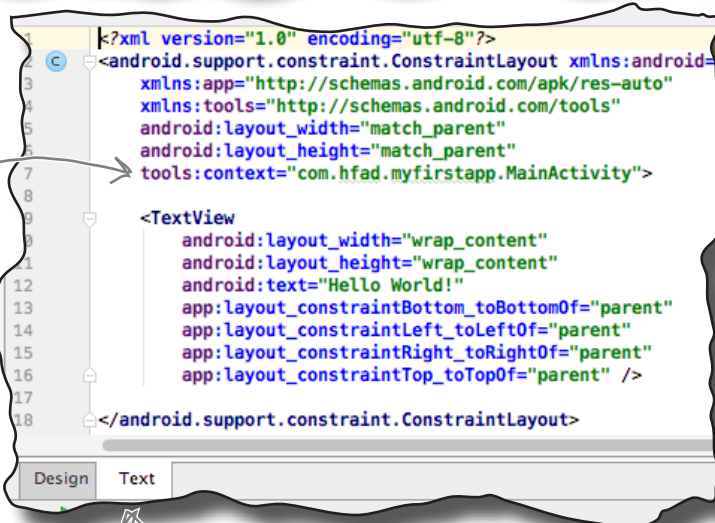 1 <?xml version="1.0" encoding="utf-8"?>
2 C <android.support.constraint.ConstraintLayout xmlns:android=
3 xmlns:app="http://schemas.android.com/apk/res-auto"
4 xmlns:tools="http://schemas.android.com/tools"
5 android:layout_width="match_parent"
6 android:layout_height="match_parent"
7 tools:context="com.hfad.myfirstapp.MainActivity">
8
9 <TextView
10 android:layout_width="wrap_content"
11 android:layout_height="wrap_content"
12 android:text="Hello World!"
13 app:layout_constraintBottom_toBottomOf="parent"
14 app:layout_constraintLeft_toLeftOf="parent"
15 app:layout_constraintRight_toRightOf="parent"
16 app:layout_constraintTop_toTopOf="parent" />
17
18 </android.support.constraint.ConstraintLayout>
Design Text